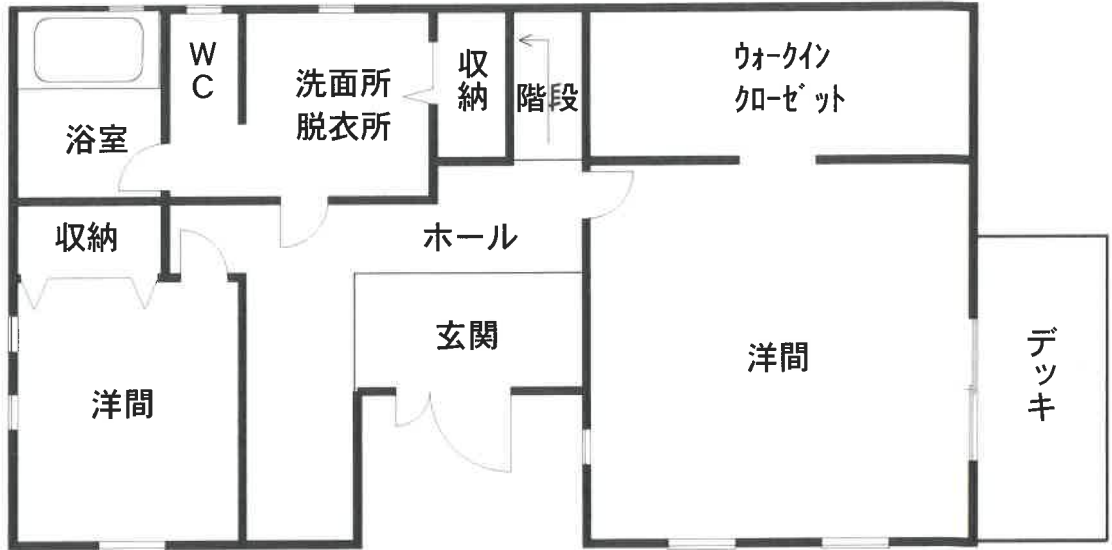 浴室
WC
洗面所
脱衣所
収納
階段
ウォークイン
クローゼット
収納
ホール
玄関
洋間
洋間
デッキ